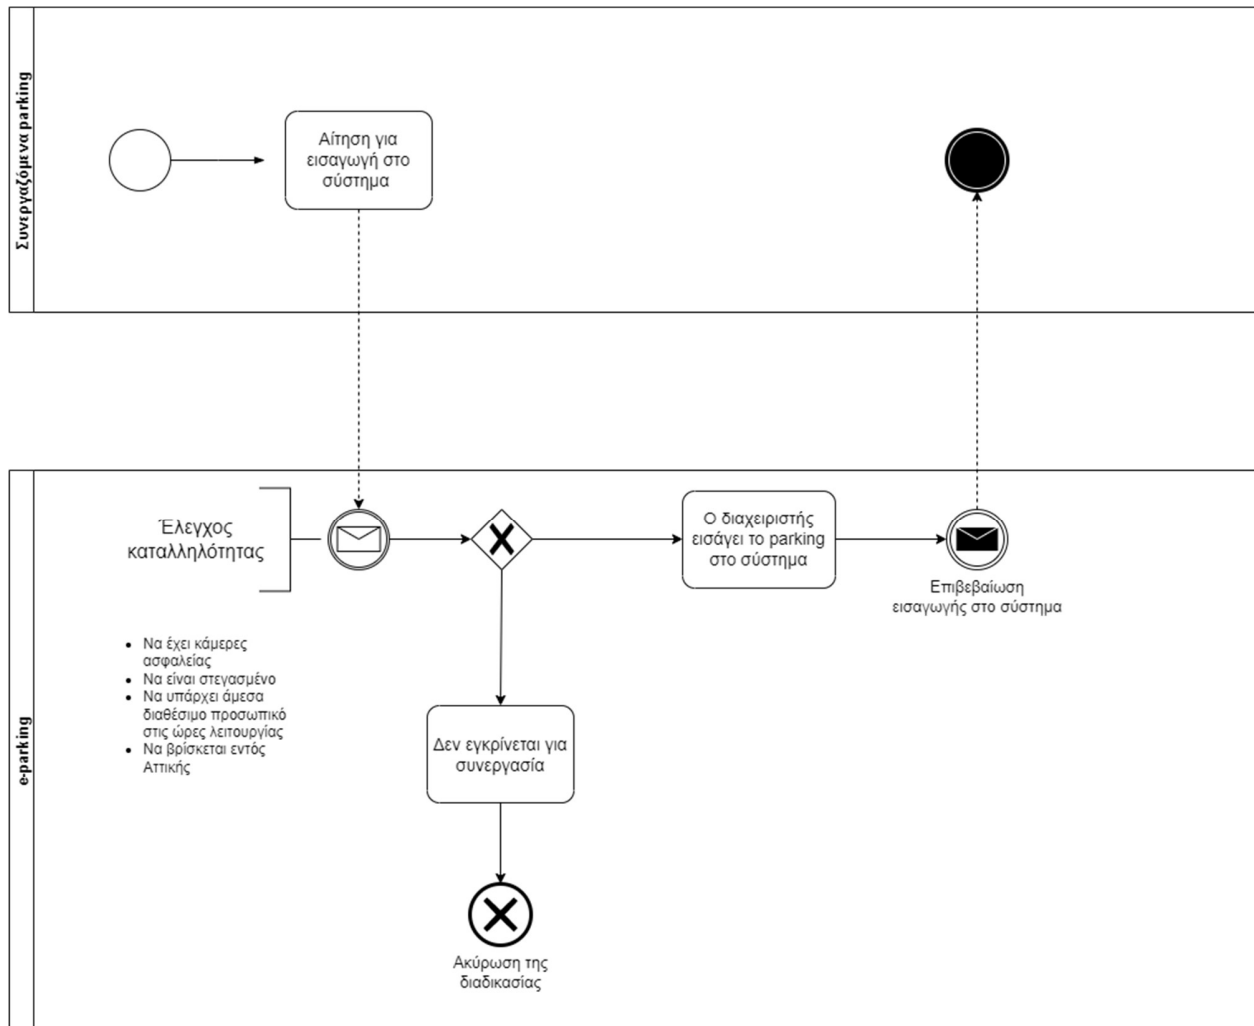 Συνεργαζόμενα parking
Αίτηση για
εισαγωγή στο
σύστημα
e-parking
Έλεγχος
καταλληλότητας
Ο διαχειριστής
εισάγει το parking
στο σύστημα
Επιβεβαίωση
εισαγωγής στο σύστημα
• Να έχει κάμερες
ασφαλείας
• Να είναι στεγασμένο
• Να υπάρχει άμεσα
διαθέσιμο προσωπικό
στις ώρες λειτουργίας
• Να βρίσκεται εντός
Αττικής
Δεν εγκρίνεται για
συνεργασία
Ακύρωση της
διαδικασίας